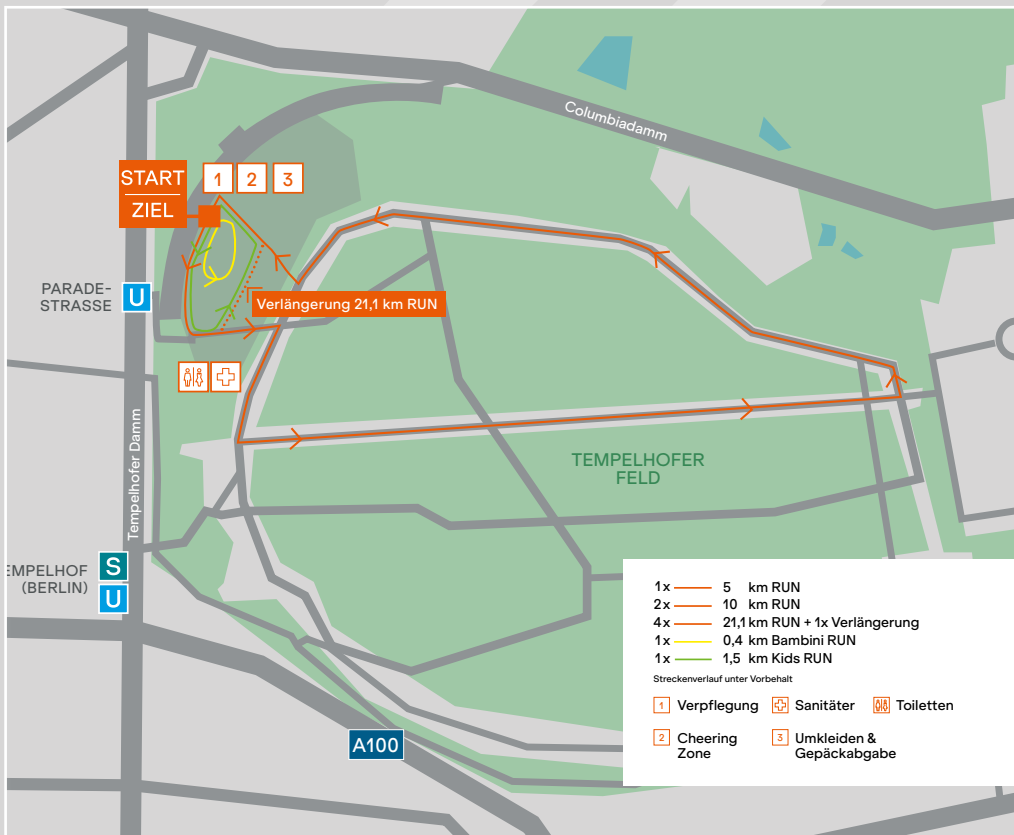 Columbiadamm
START
ZIEL
1 2 3
PARADE-
STRASSE
U
Verlängerung 21,1 km RUN
Tempelhofer Damm
TEMPELHOFER
FELD
EMPELHOF
(BERLIN)
S
U
A100
1x 5 km RUN
2x 10 km RUN
4x 21,1 km RUN + 1x Verlängerung
1x 0,4 km Bambini RUN
1x 1,5 km Kids RUN
Streckenverlauf unter Vorbehalt
1 Verpflegung
Sanitäter
Toiletten
2 Cheering
Zone
3 Umkleiden &
Gepäckabgabe